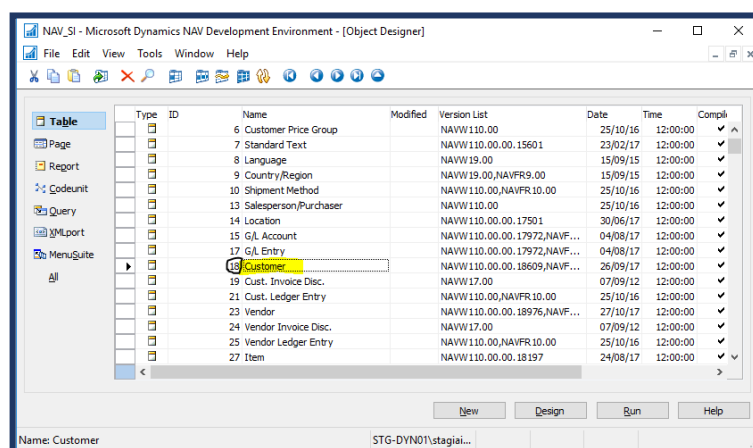 NAV_SI - Microsoft Dynamics NAV Development Environment - [Object Designer]
File Edit View Tools Window Help
Table
Page
Report
Codeunit
Query
XMLport
MenuSuite
All
Type ID Name Modified Version List Date Time Compil
6 Customer Price Group NAVW110.00 25/10/16 12:00:00
7 Standard Text NAVW110.00.00.15601 23/02/17 12:00:00
8 Language NAVW19.00 15/09/15 12:00:00
9 Country/Region NAVW19.00,NAVFR9.00 15/09/15 12:00:00
10 Shipment Method NAVW110.00,NAVFR10.00 25/10/16 12:00:00
13 Salesperson/Purchaser NAVW110.00 25/10/16 12:00:00
14 Location NAVW110.00.00.17501 30/06/17 12:00:00
15 G/L Account NAVW110.00.00.17972,NAVF... 04/08/17 12:00:00
17 G/L Entry NAVW110.00.00.17972,NAVF... 04/08/17 12:00:00
18 Customer NAVW110.00.00.18609,NAVF... 26/09/17 12:00:00
19 Cust. Invoice Disc. NAVW17.00 07/09/12 12:00:00
21 Cust. Ledger Entry NAVW110.00,NAVFR10.00 25/10/16 12:00:00
23 Vendor NAVW110.00.00.18976,NAVF... 27/10/17 12:00:00
24 Vendor Invoice Disc. NAVW17.00 07/09/12 12:00:00
25 Vendor Ledger Entry NAVW110.00,NAVFR10.00 25/10/16 12:00:00
27 Item NAVW110.00.00.18197 24/08/17 12:00:00
New Design Run Help
Name: Customer STG-DYN01\stagiai...